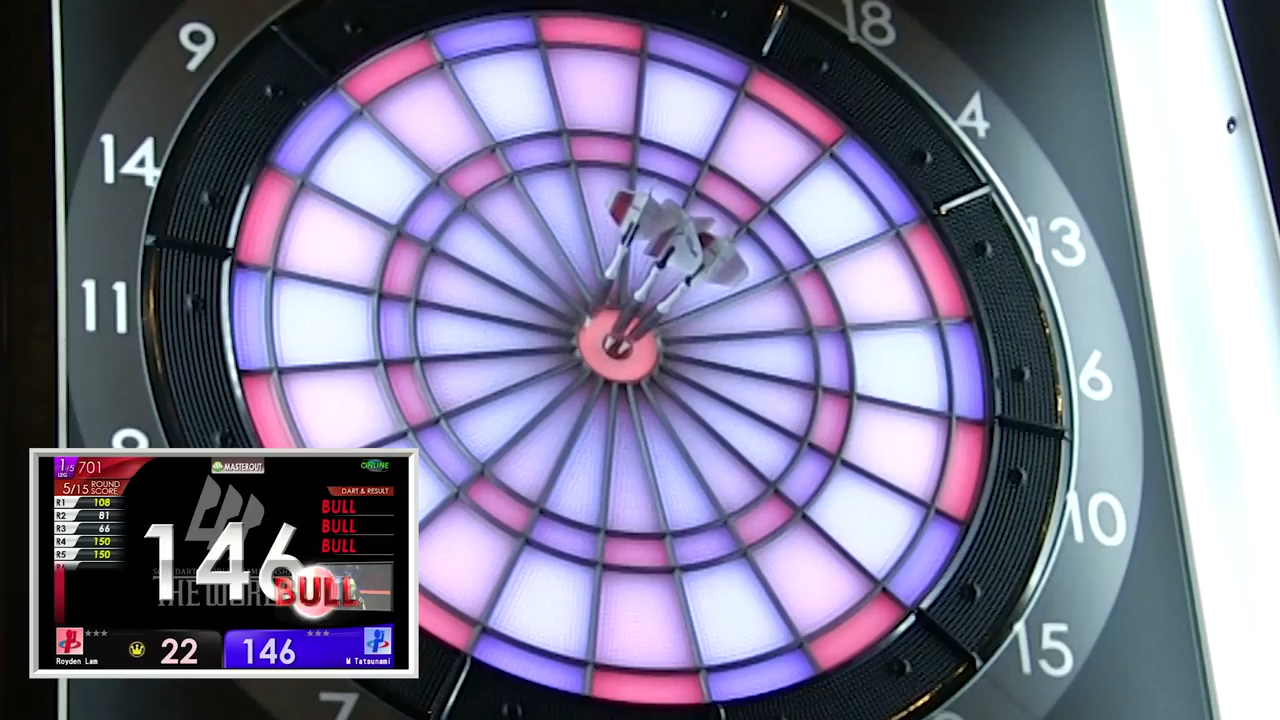 18
9
4
14
13
11
6
10
15
7
1/5 LEG 701
MASTEROUT
ONLINE
5/15 ROUND SCORE
DART & RESULT
R1 108
R2 81
R3 66
R4 150
R5 150
BULL
BULL
BULL
146
BULL
THE WORLD
Royden Lam
22
146
M Tatsunami